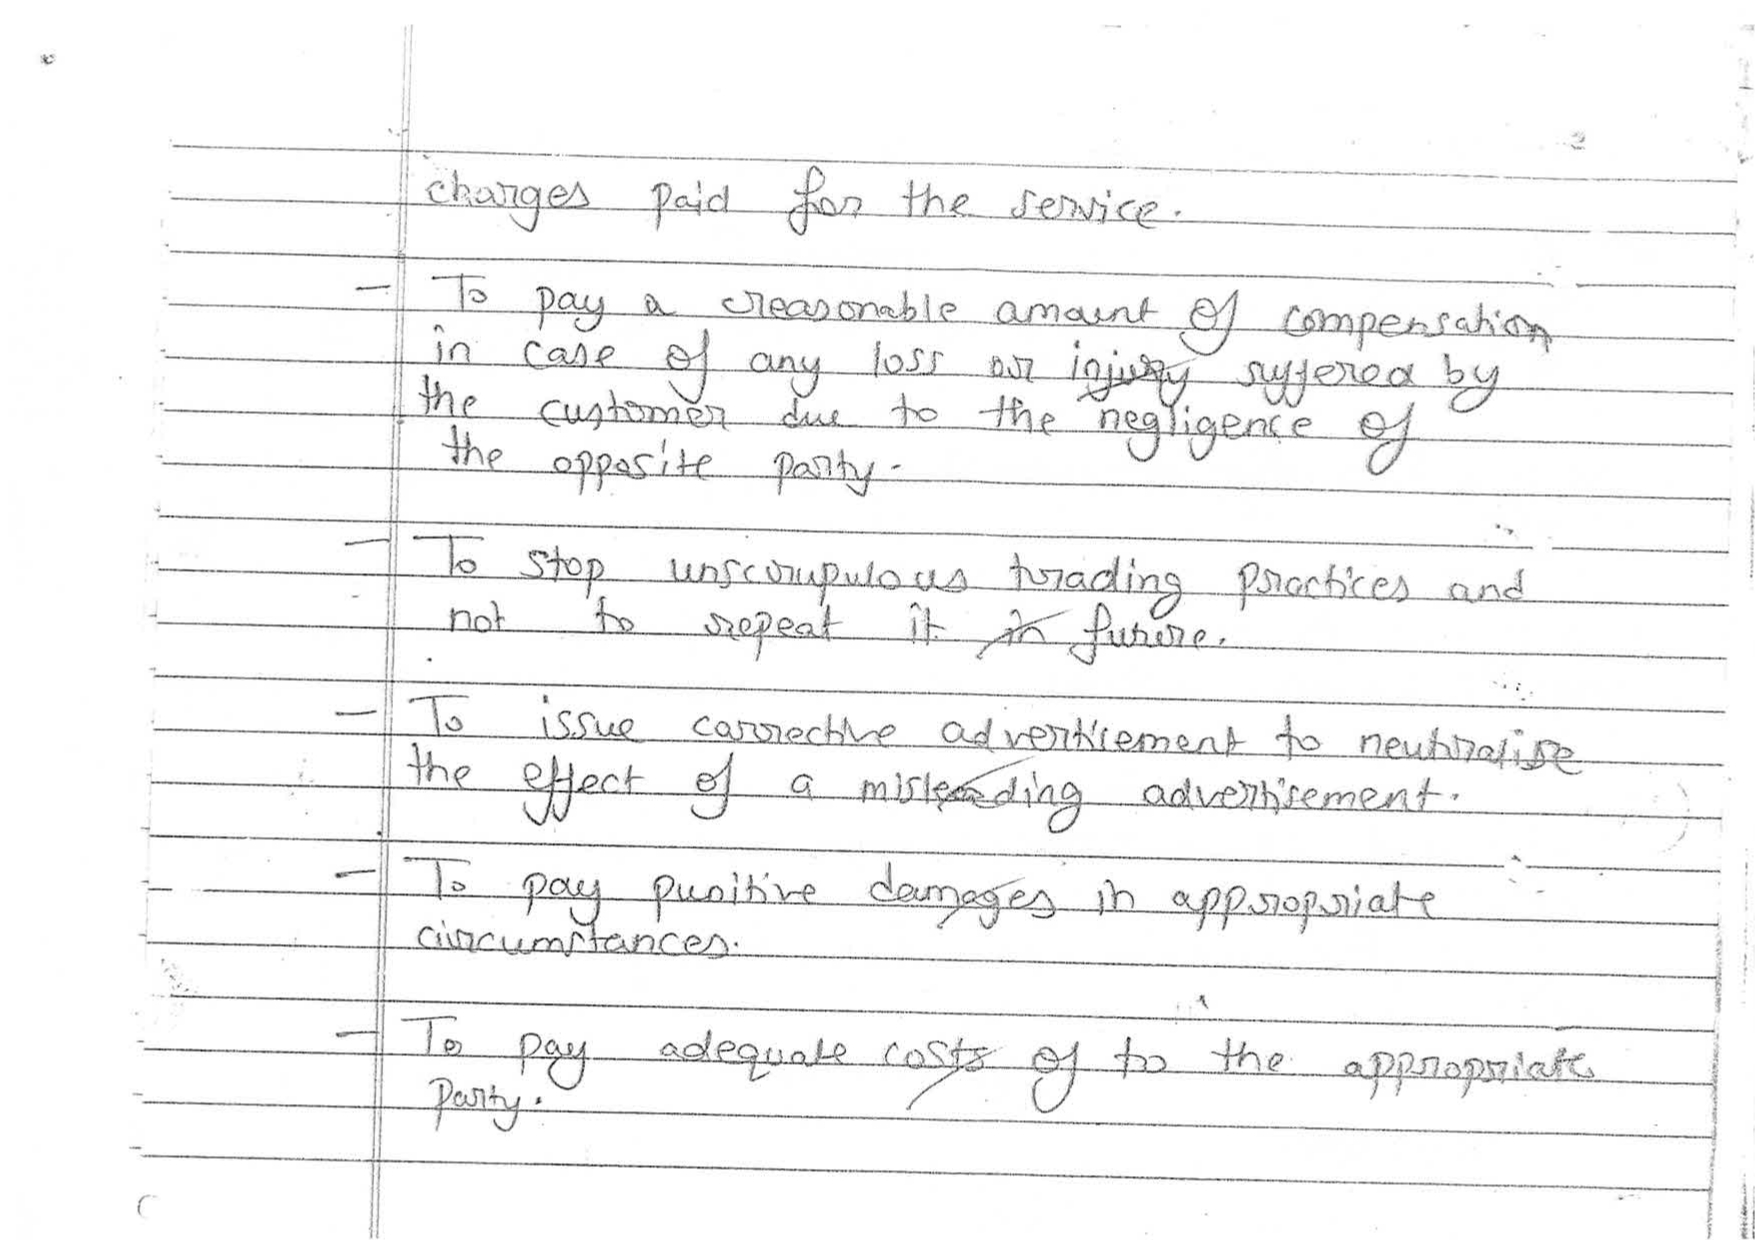 charges paid for the service.
- To pay a reasonable amount of compensation
in case of any loss or injury suffered by
the customer due to the negligence of
the opposite party.
- To stop unscrupulous trading practices and
not to repeat it in future.
- To issue corrective advertisement to neutralise
the effect of a misleading advertisement.
- To pay punitive damages in appropriate
circumstances.
- To pay adequate costs of to the appropriate
Party.